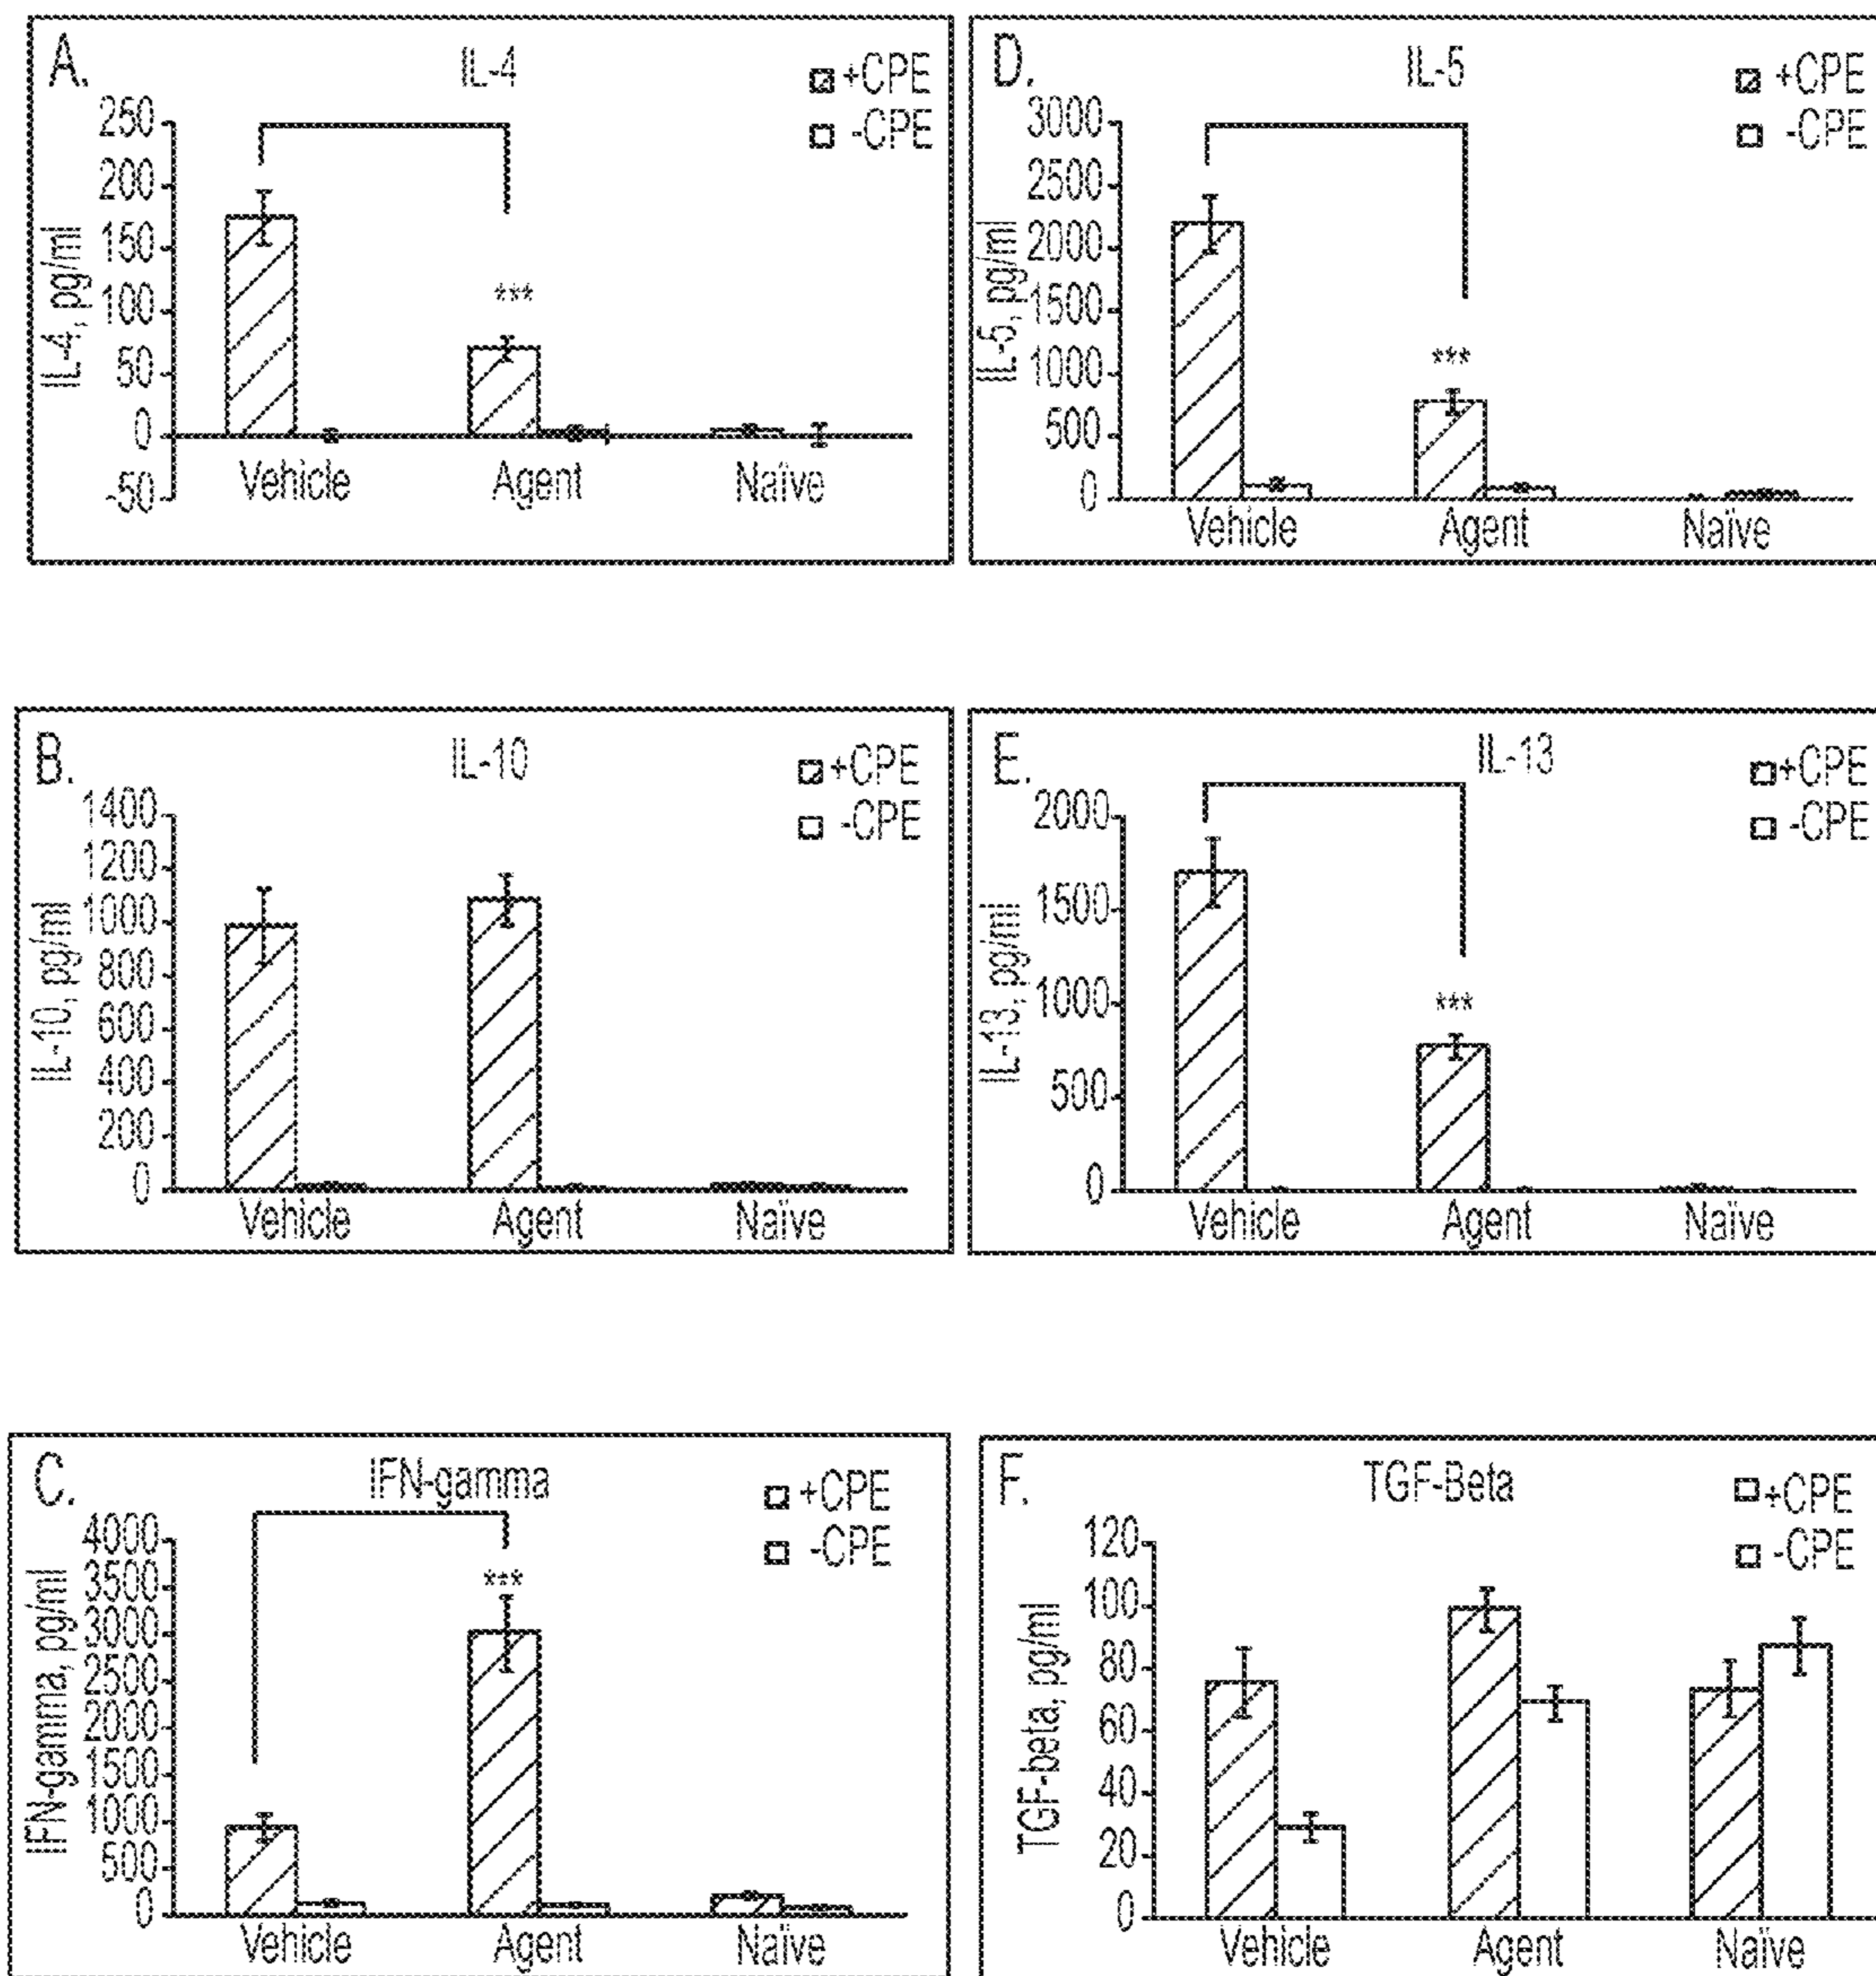 A.
IL-4
+CPE
-CPE
IL-4, pg/ml
250
200
150
100
50
0
-50
***
Vehicle Agent Naïve
D.
IL-5
+CPE
-CPE
IL-5, pg/ml
3000
2500
2000
1500
1000
500
0
***
Vehicle Agent Naïve
B.
IL-10
+CPE
-CPE
IL-10, pg/ml
1400
1200
1000
800
600
400
200
0
Vehicle Agent Naïve
E.
IL-13
+CPE
-CPE
IL-13, pg/ml
2000
1500
1000
500
0
***
Vehicle Agent Naïve
C.
IFN-gamma
+CPE
-CPE
IFN-gamma, pg/ml
4000
3500
3000
2500
2000
1500
1000
500
0
***
Vehicle Agent Naïve
F.
TGF-Beta
+CPE
-CPE
TGF-beta, pg/ml
120
100
80
60
40
20
0
Vehicle Agent Naïve